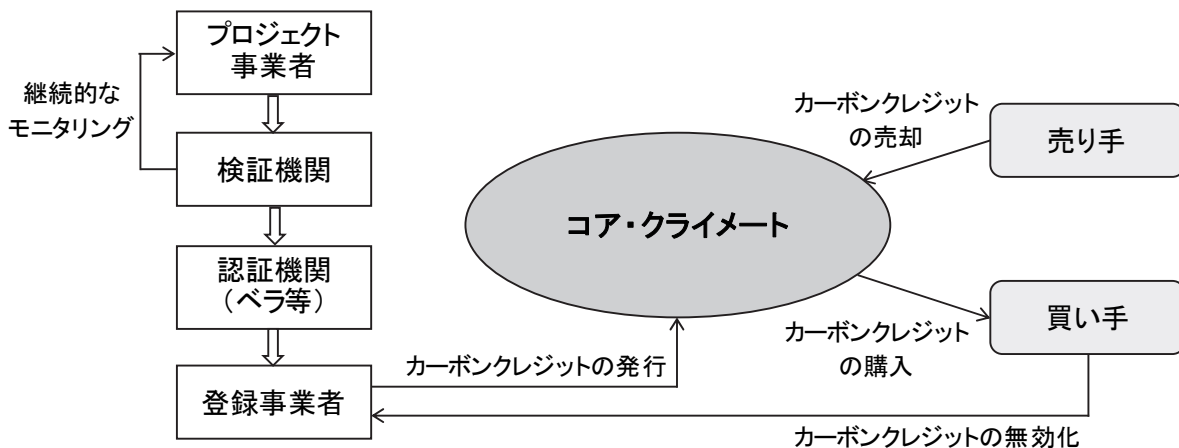 プロジェクト
事業者
継続的な
モニタリング
検証機関
認証機関
（ベラ等）
登録事業者
カーボンクレジットの発行
コア・クライメート
カーボンクレジット
の売却
売り手
カーボンクレジット
の購入
買い手
カーボンクレジットの無効化